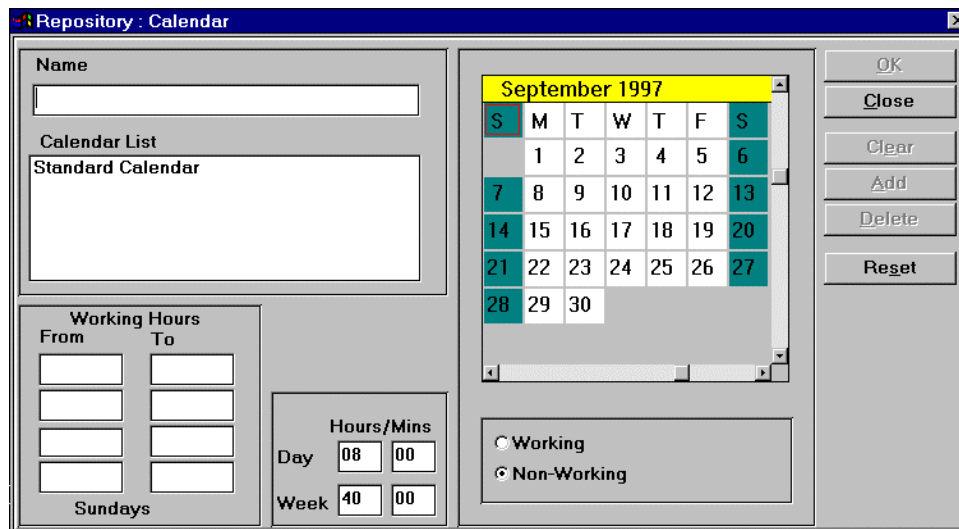 Repository : Calendar
Name
Calendar List
Standard Calendar
Working Hours
From To
Sundays
Hours/Mins
Day 08 00
Week 40 00
September 1997
S M T W T F S
1 2 3 4 5 6
7 8 9 10 11 12 13
14 15 16 17 18 19 20
21 22 23 24 25 26 27
28 29 30
Working
Non-Working
OK
Close
Clear
Add
Delete
Reset